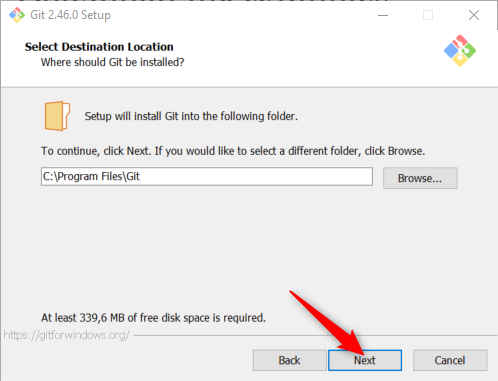 Git 2.46.0 Setup
Select Destination Location
Where should Git be installed?
Setup will install Git into the following folder.
To continue, click Next. If you would like to select a different folder, click Browse.
C:\Program Files\Git
Browse...
At least 339,6 MB of free disk space is required.
https://gitforwindows.org/
Back
Next
Cancel